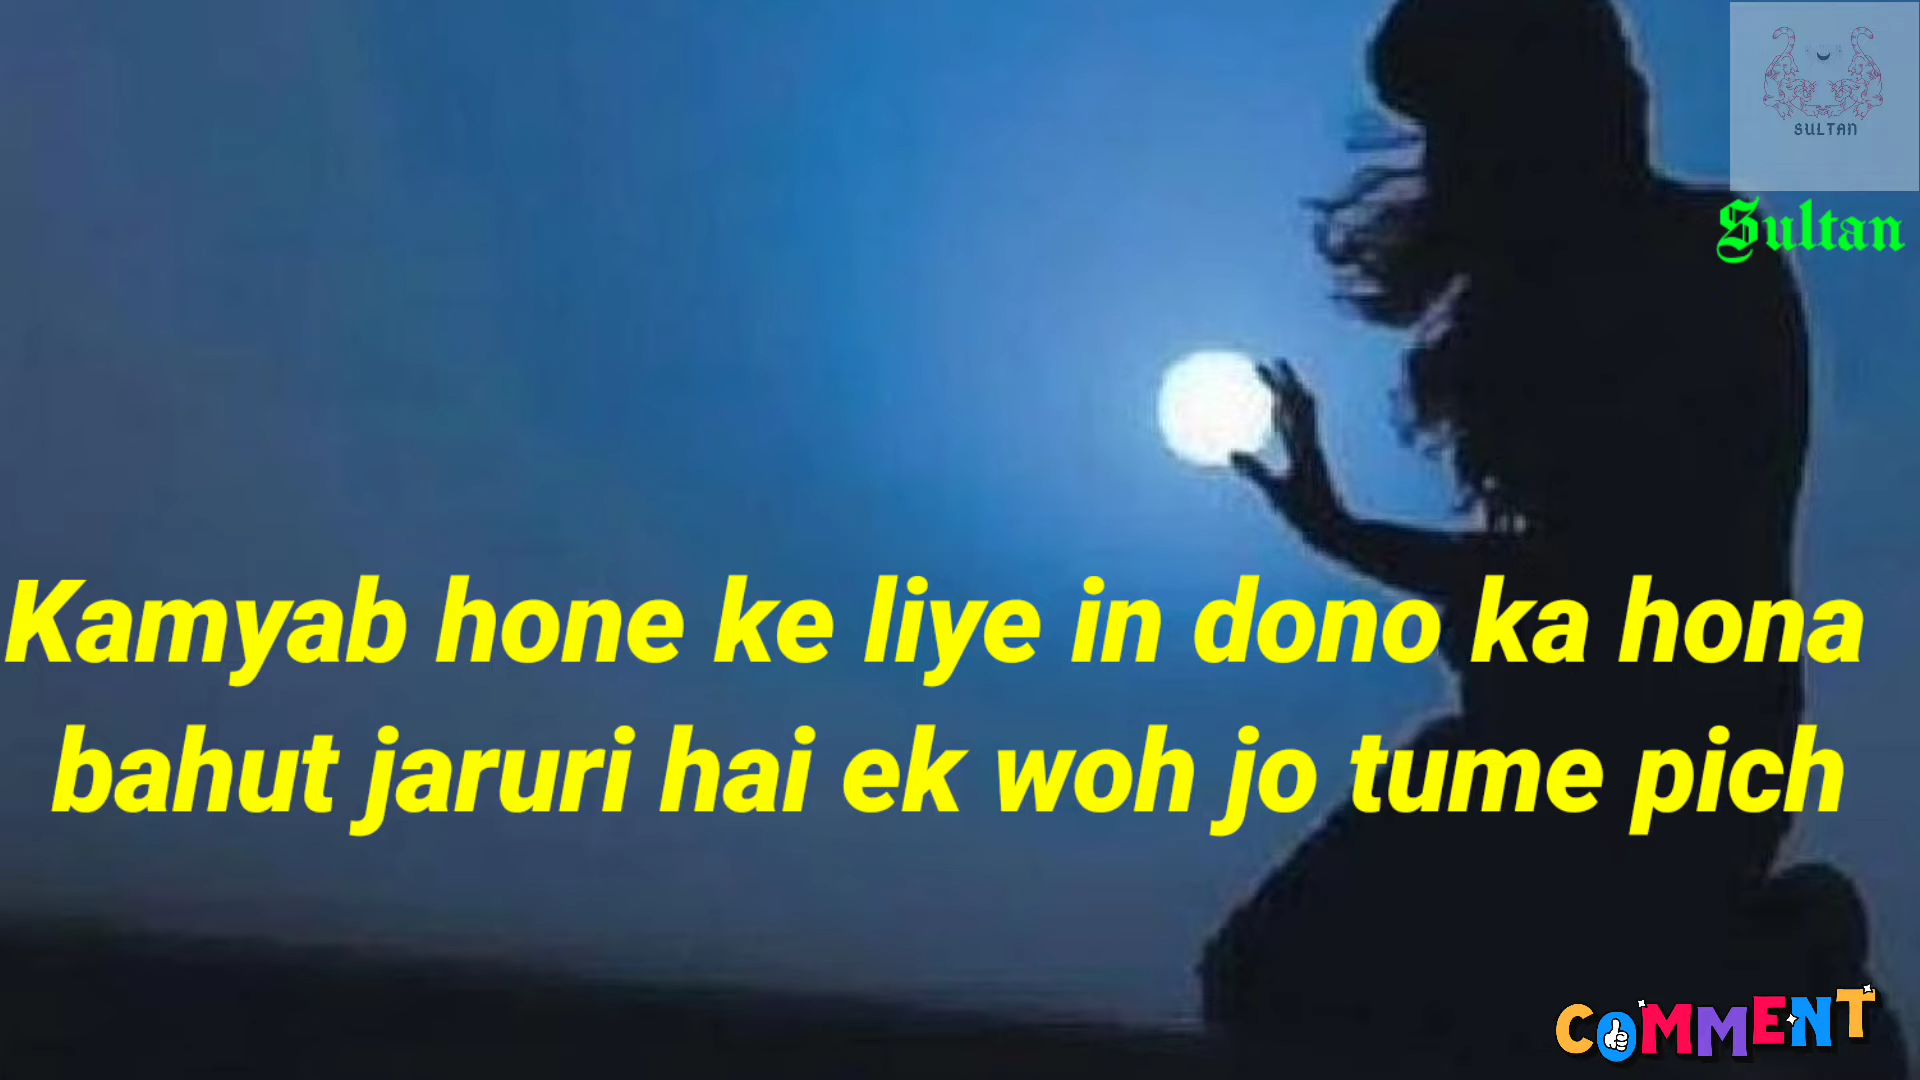 SULTAN
Sultan
Kamyab hone ke liye in dono ka hona
bahut jaruri hai ek woh jo tume pich
COMMENT